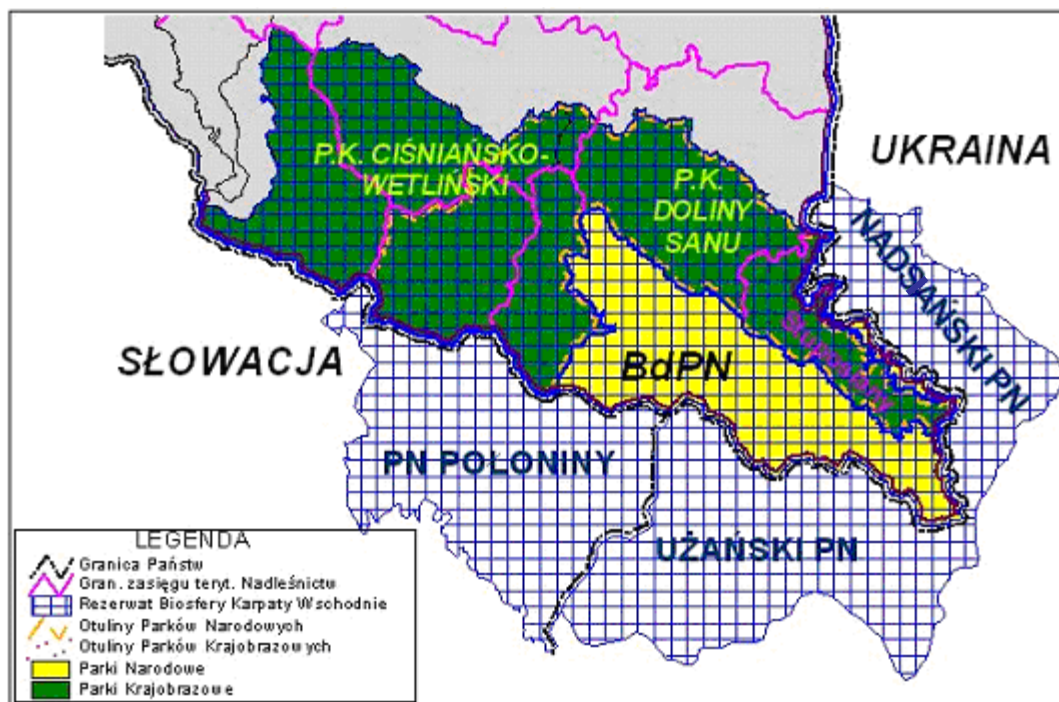 UKRAINA
P.K. CIŚNIAŃSKO-
WETLIŃSKI
P.K.
DOLINY
SANU
NADSAŃSKI PN
SŁOWACJA
BdPN
Stuposiany
PN POLONINY
UŻAŃSKI PN
LEGENDA
Granica Państw
Gran. zasięgu teryt. Nadleśnictw
Rezerwat Biosfery Karpaty Wschodnie
Otuliny Parków Narodowych
Otuliny Parków Krajobrazowych
Parki Narodowe
Parki Krajobrazowe